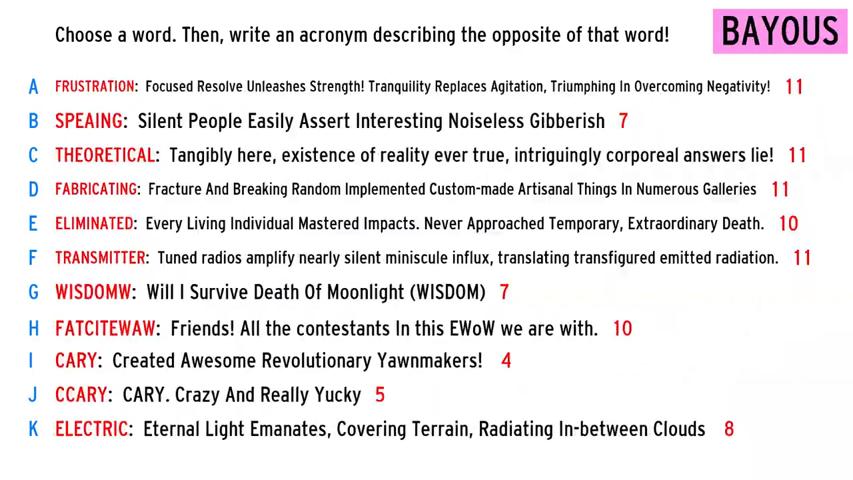 Choose a word. Then, write an acronym describing the opposite of that word!
BAYOUS
A FRUSTRATION: Focused Resolve Unleashes Strength! Tranquility Replaces Agitation, Triumphing In Overcoming Negativity! 11
B SPEAING: Silent People Easily Assert Interesting Noiseless Gibberish 7
C THEORETICAL: Tangibly here, existence of reality ever true, intriguingly corporeal answers lie! 11
D FABRICATING: Fracture And Breaking Random Implemented Custom-made Artisanal Things In Numerous Galleries 11
E ELIMINATED: Every Living Individual Mastered Impacts. Never Approached Temporary, Extraordinary Death. 10
F TRANSMITTER: Tuned radios amplify nearly silent miniscule influx, translating transfigured emitted radiation. 11
G WISDOMW: Will I Survive Death Of Moonlight (WISDOM) 7
H FATCITEWAW: Friends! All the contestants In this EWoW we are with. 10
I CARY: Created Awesome Revolutionary Yawnmakers! 4
J CCARY: CARY. Crazy And Really Yucky 5
K ELECTRIC: Eternal Light Emanates, Covering Terrain, Radiating In-between Clouds 8